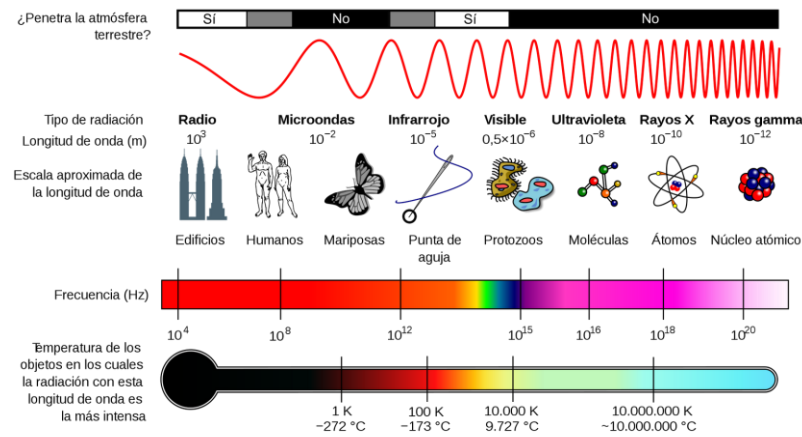 ¿Penetra la atmósfera
terrestre?
Sí No Sí No
Tipo de radiación Radio Microondas Infrarrojo Visible Ultravioleta Rayos X Rayos gamma
Longitud de onda (m) 10³ 10⁻² 10⁻⁵ 0,5×10⁻⁶ 10⁻⁸ 10⁻¹⁰ 10⁻¹²
Escala aproximada de
la longitud de onda
Edificios Humanos Mariposas Punta de Protozoos Moléculas Átomos Núcleo atómico
aguja
Frecuencia (Hz)
10⁴ 10⁸ 10¹² 10¹⁵ 10¹⁶ 10¹⁸ 10²⁰
Temperatura de los
objetos en los cuales
la radiación con esta
longitud de onda es
la más intensa
1 K 100 K 10.000 K 10.000.000 K
−272 °C −173 °C 9.727 °C ~10.000.000 °C